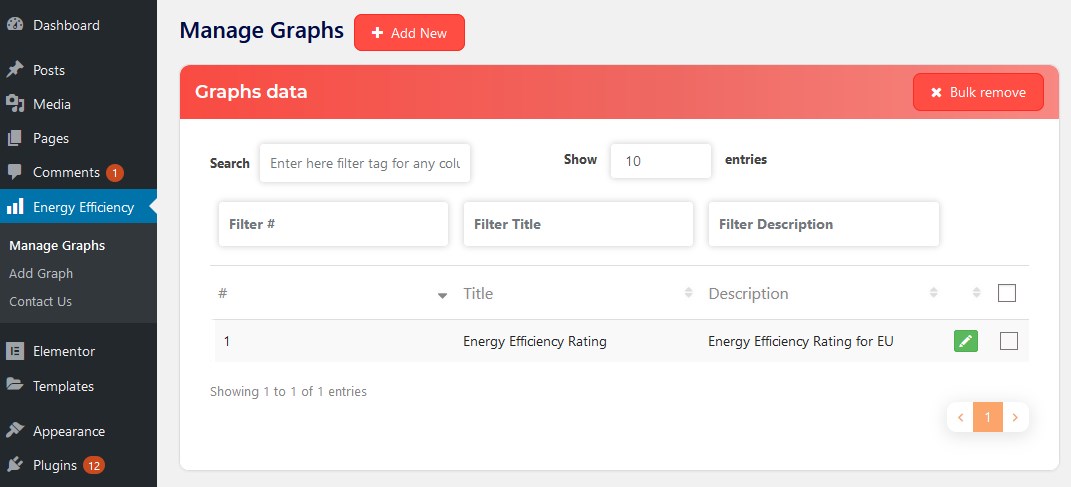 Dashboard
Posts
Media
Pages
Comments 1
Energy Efficiency
Manage Graphs
Add Graph
Contact Us
Elementor
Templates
Appearance
Plugins 12
Manage Graphs
Add New
Graphs data
Bulk remove
Search Enter here filter tag for any colu Show 10 entries
Filter # Filter Title Filter Description
# Title Description
1 Energy Efficiency Rating Energy Efficiency Rating for EU
Showing 1 to 1 of 1 entries
1